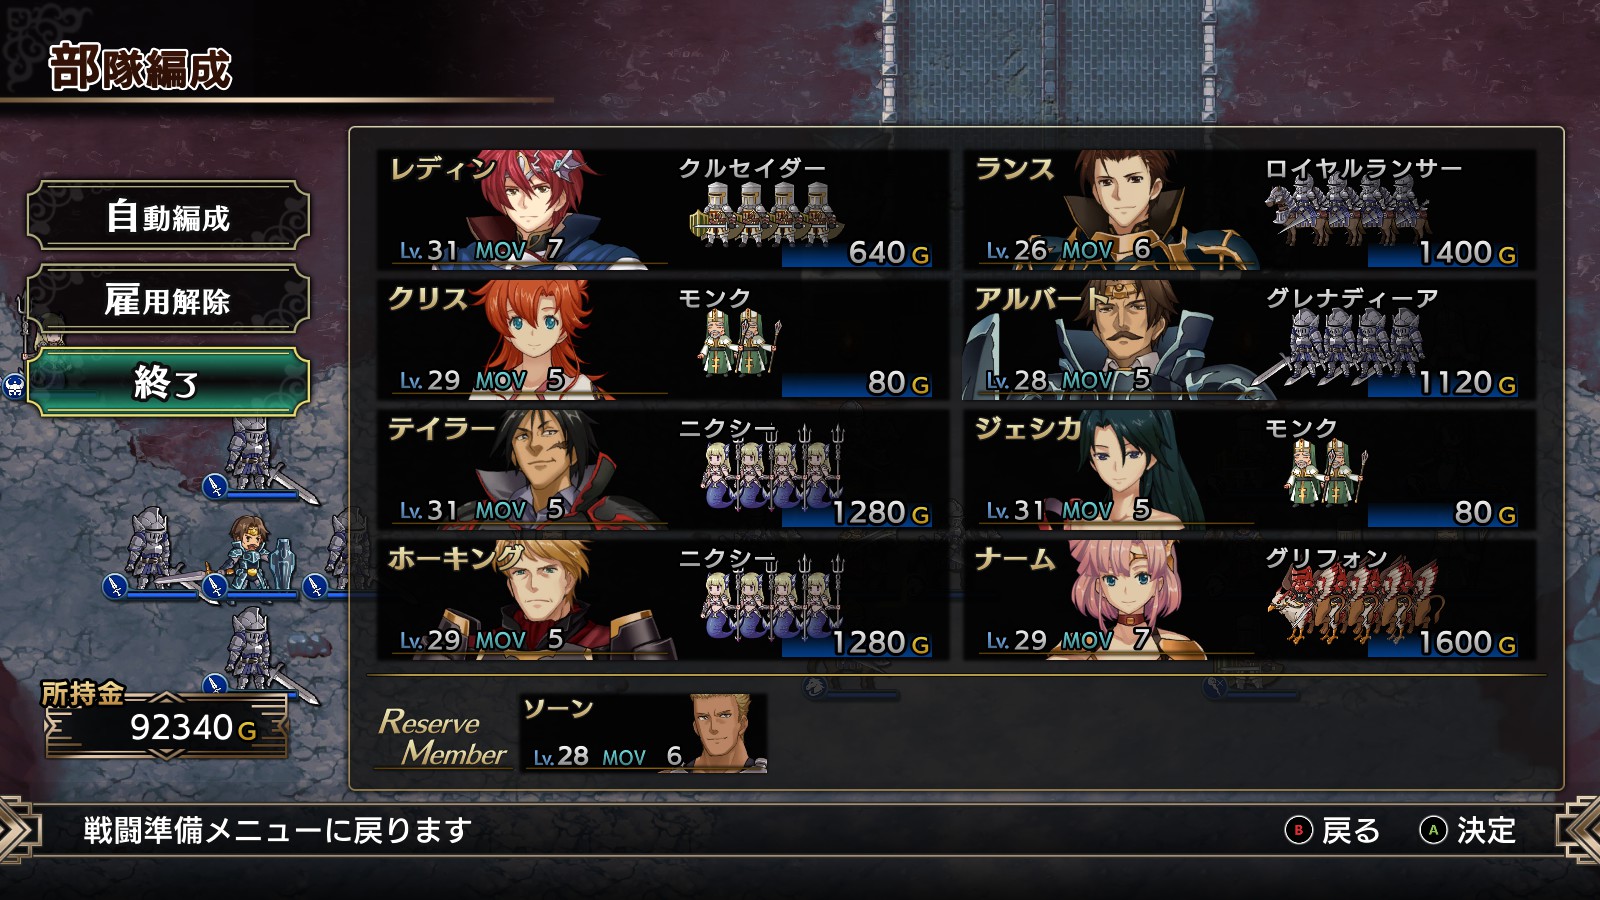 部隊編成
自動編成
雇用解除
終了
レディン クルセイダー
Lv.31 MOV 7 640 G
ランス ロイヤルランサー
Lv.26 MOV 6 1400 G
クリス モンク
Lv.29 MOV 5 80 G
アルバート グレナディーア
Lv.28 MOV 5 1120 G
テイラー ニクシー
Lv.31 MOV 5 1280 G
ジェシカ モンク
Lv.31 MOV 5 80 G
ホーキング ニクシー
Lv.29 MOV 5 1280 G
ナーム グリフォン
Lv.29 MOV 7 1600 G
所持金
92340 G
Reserve
Member
ソーン
Lv.28 MOV 6
戦闘準備メニューに戻ります
B 戻る A 決定